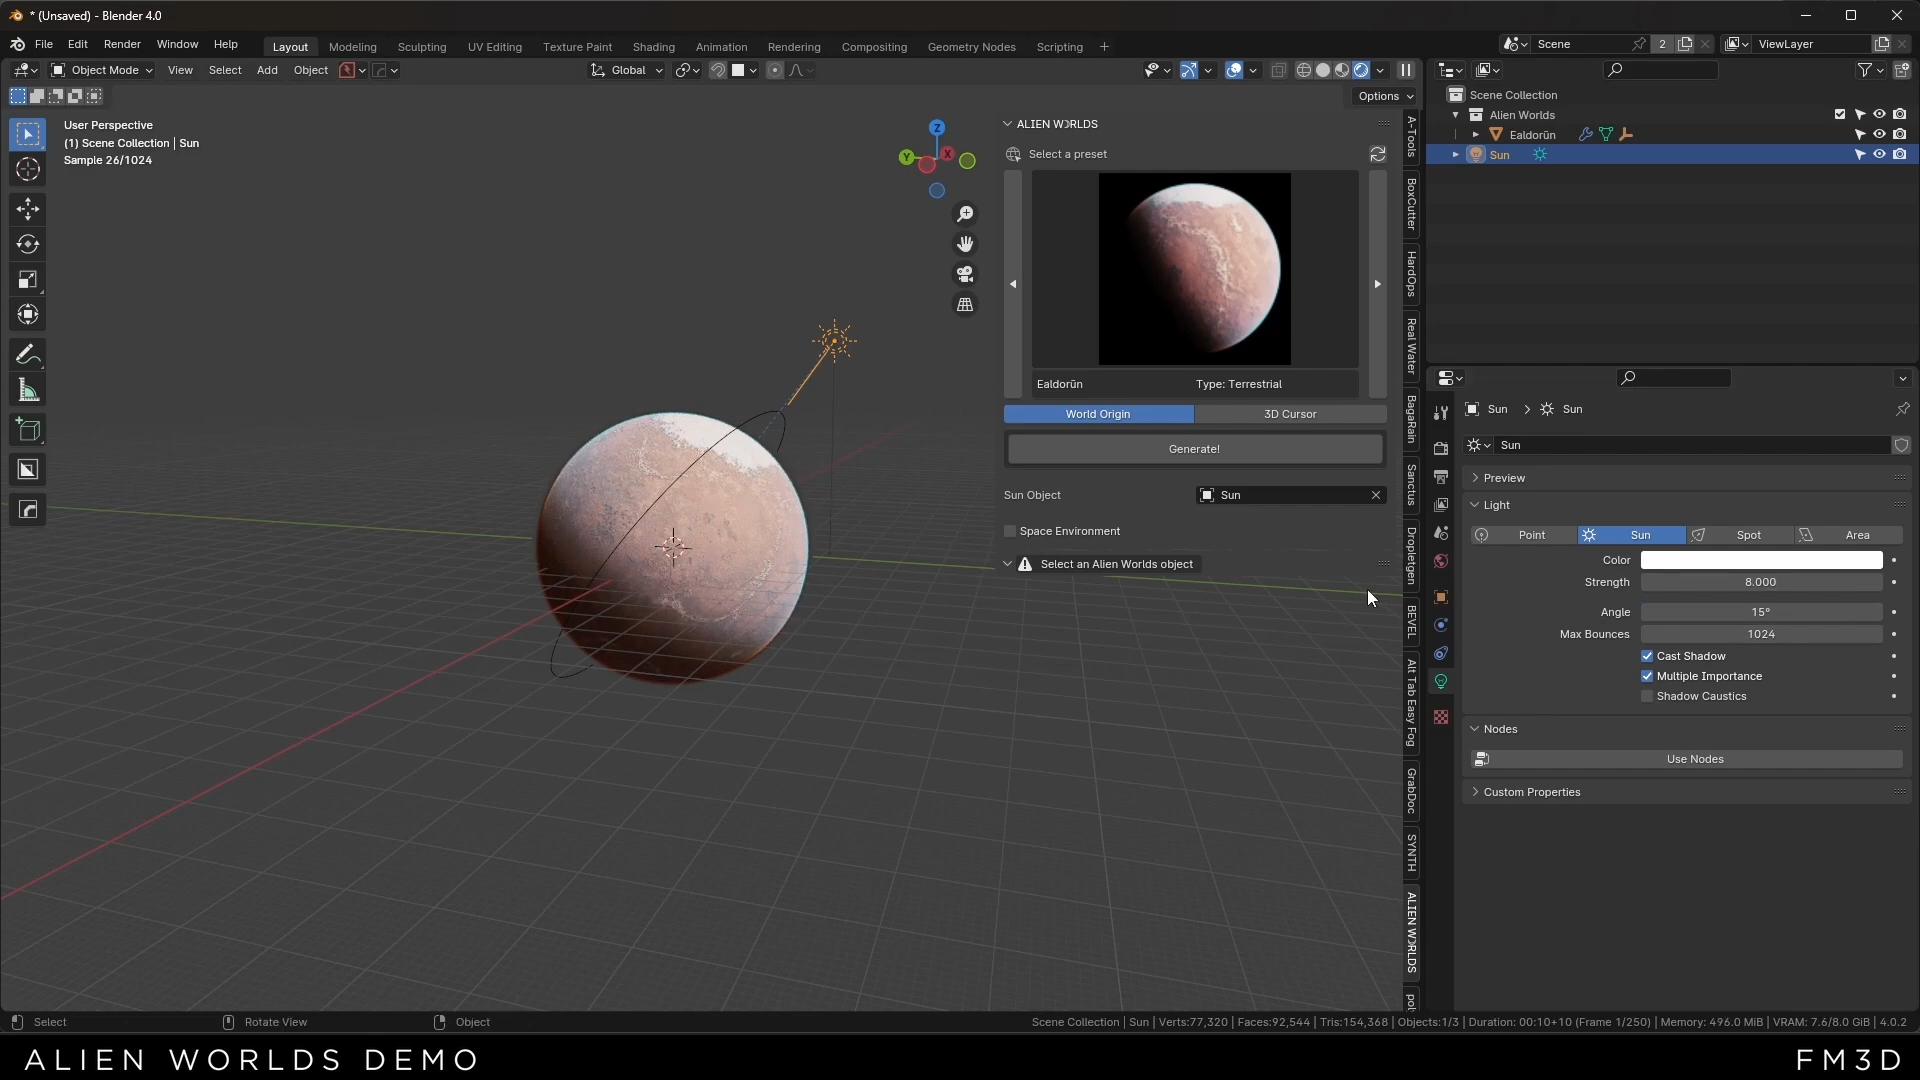 * (Unsaved) - Blender 4.0
File Edit Render Window Help
Layout Modeling Sculpting UV Editing Texture Paint Shading Animation Rendering Compositing Geometry Nodes Scripting +
Scene 2 ViewLayer
Object Mode View Select Add Object Global
Options
User Perspective
(1) Scene Collection | Sun
Sample 26/1024
Z
Y X
ALIEN WORLDS
Select a preset
Ealdorūn Type: Terrestrial
World Origin 3D Cursor
Generate!
Sun Object Sun
Space Environment
Select an Alien Worlds object
A-Tools
BoxCutter
HardOps
Real Water
BagaRain
Sanctus
Dropletgen
BEVEL
Alt Tab Easy Fog
GrabDoc
SYNTH
ALIEN WORLDS
Scene Collection
Alien Worlds
Ealdorūn
Sun
Sun > Sun
Sun
Preview
Light
Point Sun Spot Area
Color
Strength 8.000
Angle 15°
Max Bounces 1024
Cast Shadow
Multiple Importance
Shadow Caustics
Nodes
Use Nodes
Custom Properties
Select Rotate View Object
Scene Collection | Sun | Verts:77,320 | Faces:92,544 | Tris:154,368 | Objects:1/3 | Duration: 00:10+10 (Frame 1/250) | Memory: 496.0 MiB | VRAM: 7.6/8.0 GiB | 4.0.2
ALIEN WORLDS DEMO
FM3D